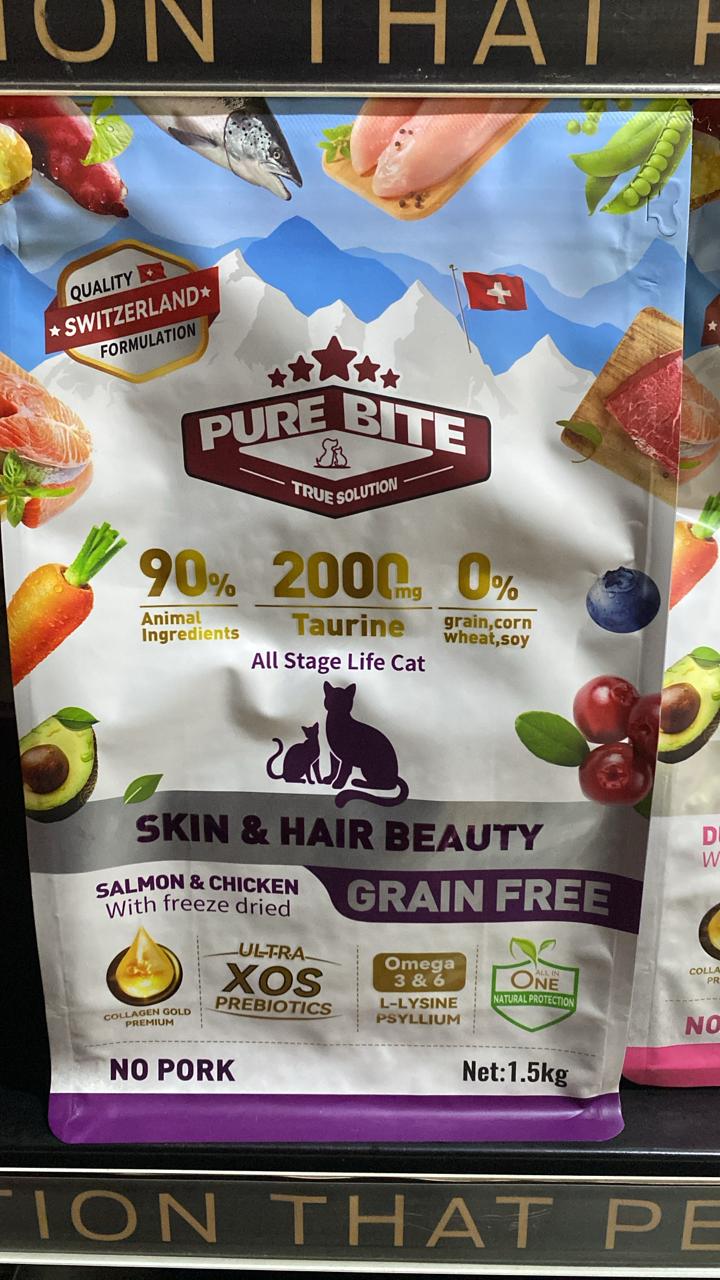 ION THAT P
QUALITY
SWITZERLAND
FORMULATION
PURE BITE
TRUE SOLUTION
90% 2000mg 0%
Animal Ingredients
Taurine
grain,corn
wheat,soy
All Stage Life Cat
SKIN & HAIR BEAUTY
SALMON & CHICKEN
With freeze dried
GRAIN FREE
COLLAGEN GOLD
PREMIUM
ULTRA
XOS
PREBIOTICS
Omega
3 & 6
L-LYSINE
PSYLLIUM
ALL IN
ONE
NATURAL PROTECTION
NO PORK
Net:1.5kg
COLLA
PR
NO
TION THAT PE